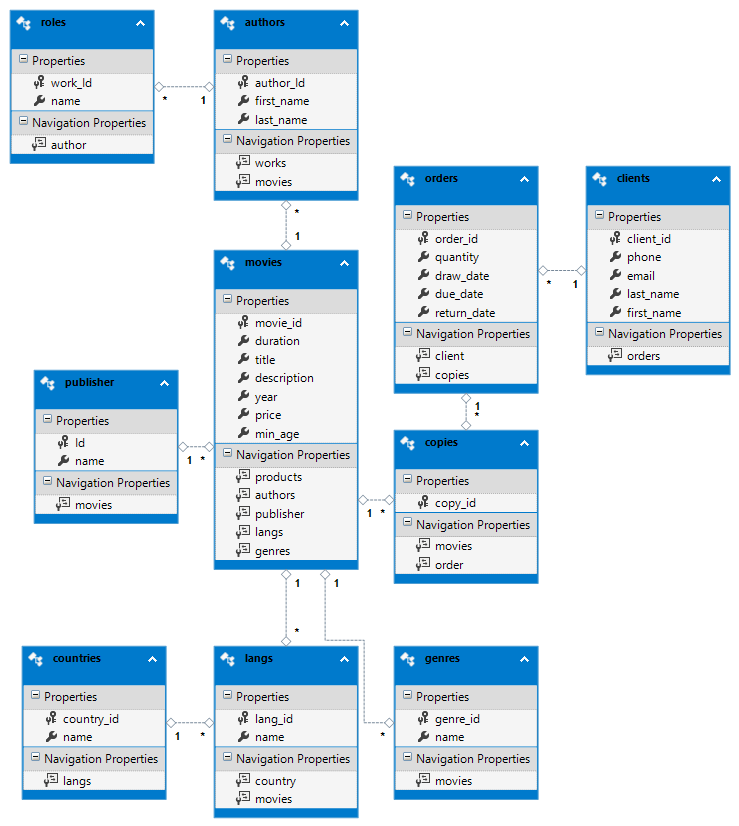 roles
Properties
work_Id
name
Navigation Properties
author
* 1
authors
Properties
author_Id
first_name
last_name
Navigation Properties
works
movies
*
1
movies
Properties
movie_id
duration
title
description
year
price
min_age
Navigation Properties
products
authors
publisher
langs
genres
orders
Properties
order_id
quantity
draw_date
due_date
return_date
Navigation Properties
client
copies
* 1
clients
Properties
client_id
phone
email
last_name
first_name
Navigation Properties
orders
1
*
publisher
Properties
Id
name
Navigation Properties
movies
1 *
copies
Properties
copy_id
Navigation Properties
movies
order
1 *
1
1
*
countries
Properties
country_id
name
Navigation Properties
langs
1 *
langs
Properties
lang_id
name
Navigation Properties
country
movies
*
genres
Properties
genre_id
name
Navigation Properties
movies